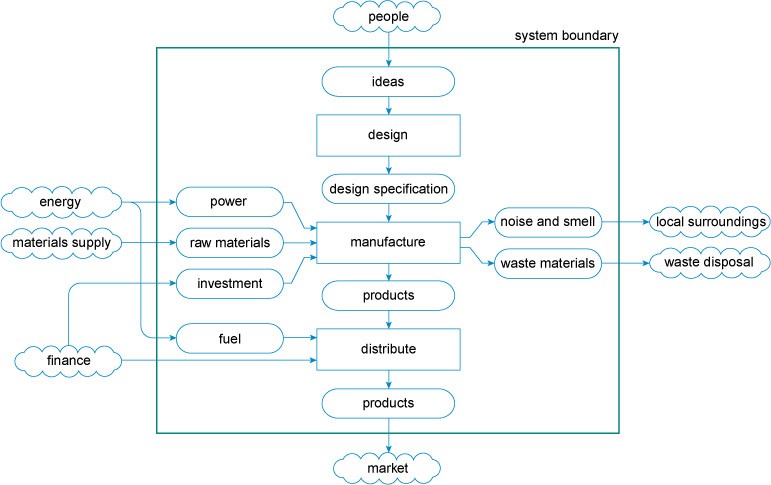 people
system boundary
ideas
design
design specification
energy
power
noise and smell
local surroundings
materials supply
raw materials
manufacture
waste materials
waste disposal
investment
products
fuel
distribute
finance
products
market